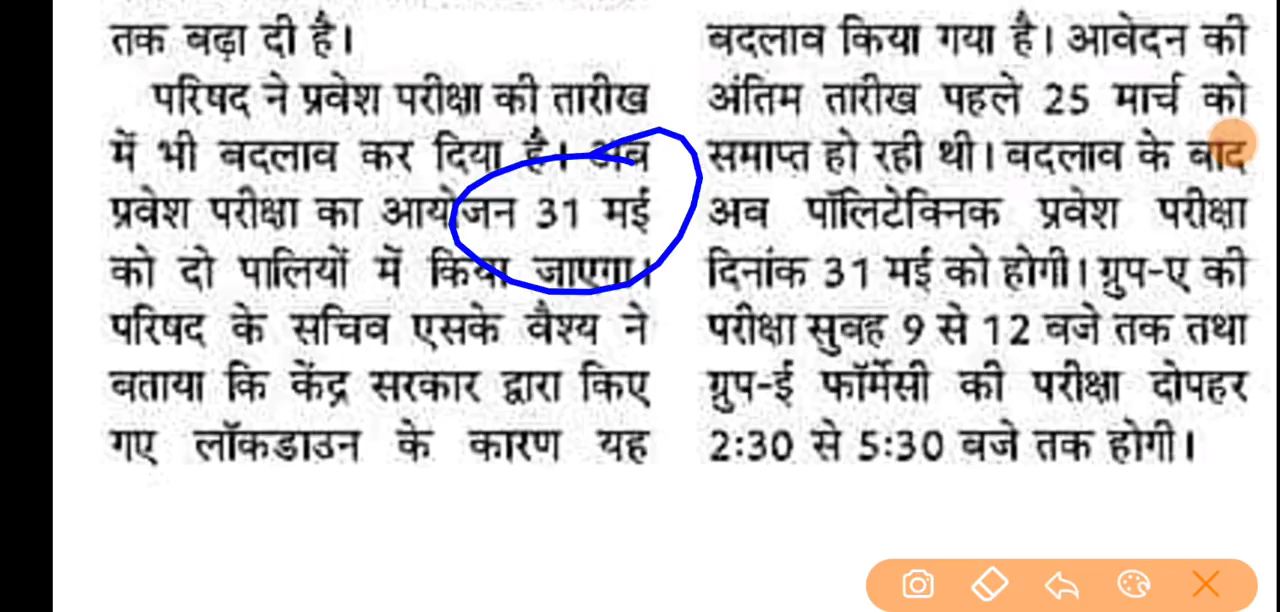 तक बढ़ा दी है।
परिषद ने प्रवेश परीक्षा की तारीख
में भी बदलाव कर दिया है। अब
प्रवेश परीक्षा का आयोजन 31 मई
को दो पालियों में किया जाएगा।
परिषद के सचिव एसके वैश्य ने
बताया कि केंद्र सरकार द्वारा किए
गए लॉकडाउन के कारण यह
बदलाव किया गया है। आवेदन की
अंतिम तारीख पहले 25 मार्च को
समाप्त हो रही थी। बदलाव के बाद
अब पॉलिटेक्निक प्रवेश परीक्षा
दिनांक 31 मई को होगी। ग्रुप-ए की
परीक्षा सुबह 9 से 12 बजे तक तथा
ग्रुप-ई फॉर्मेसी की परीक्षा दोपहर
2:30 से 5:30 बजे तक होगी।